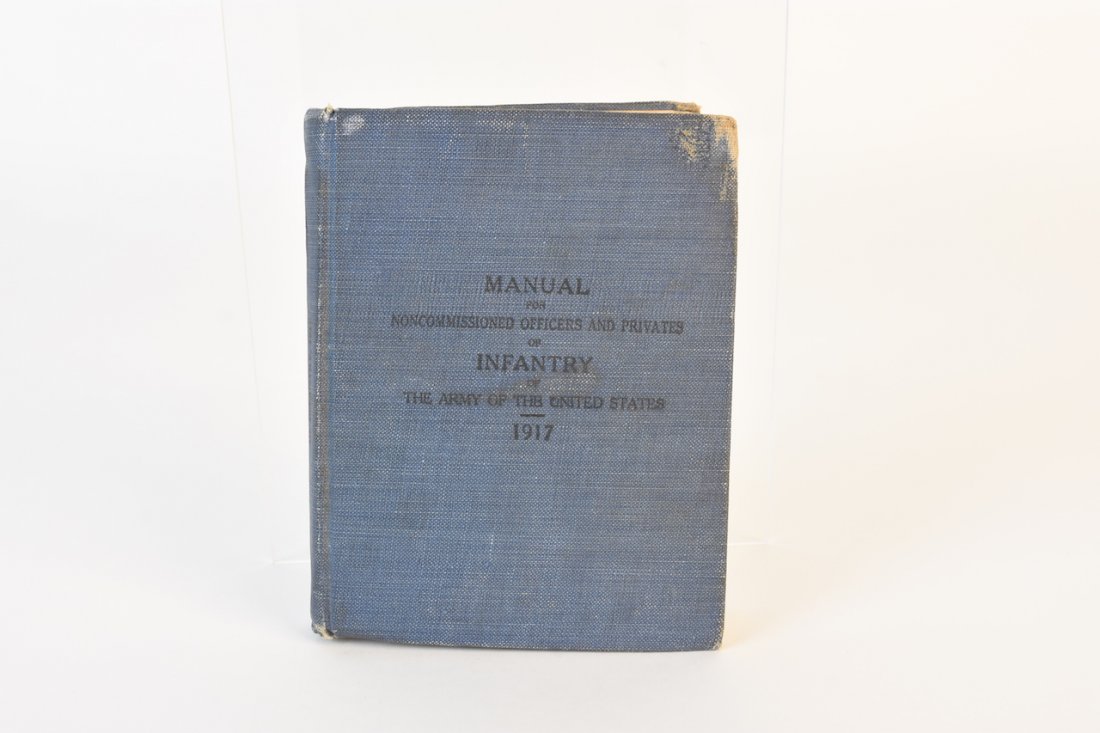 MANUAL
FOR
NONCOMMISSIONED OFFICERS AND PRIVATES
OF
INFANTRY
OF
THE ARMY OF THE UNITED STATES
1917